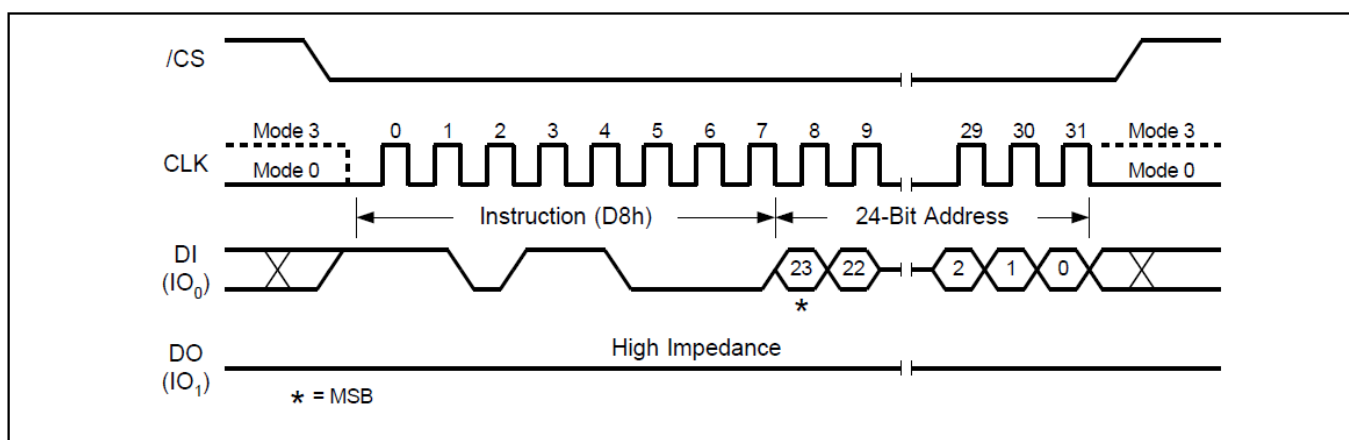 /CS
Mode 3 0 1 2 3 4 5 6 7 8 9 29 30 31 Mode 3
CLK Mode 0 Mode 0
Instruction (D8h) 24-Bit Address
DI
(IO0) 23 22 2 1 0
*
DO High Impedance
(IO1)
* = MSB